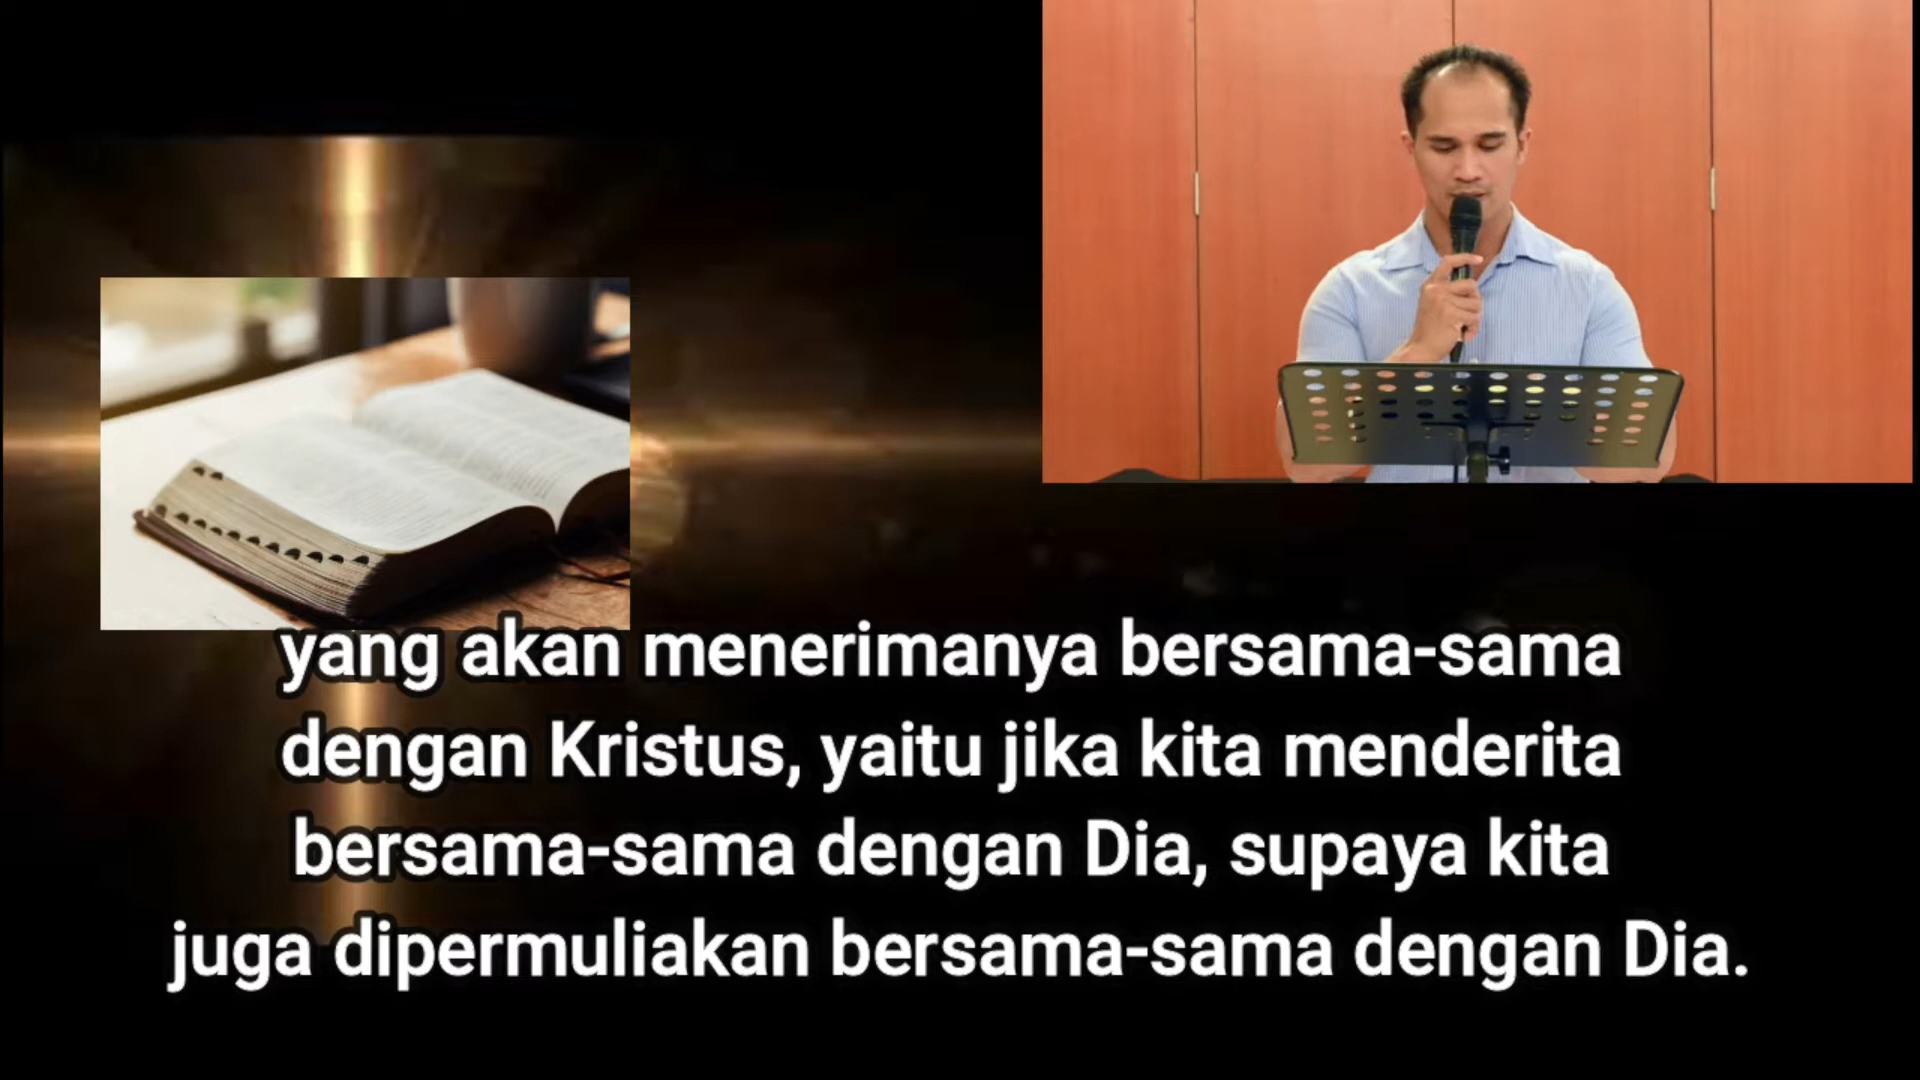 yang akan menerimanya bersama-sama
dengan Kristus, yaitu jika kita menderita
bersama-sama dengan Dia, supaya kita
juga dipermuliakan bersama-sama dengan Dia.